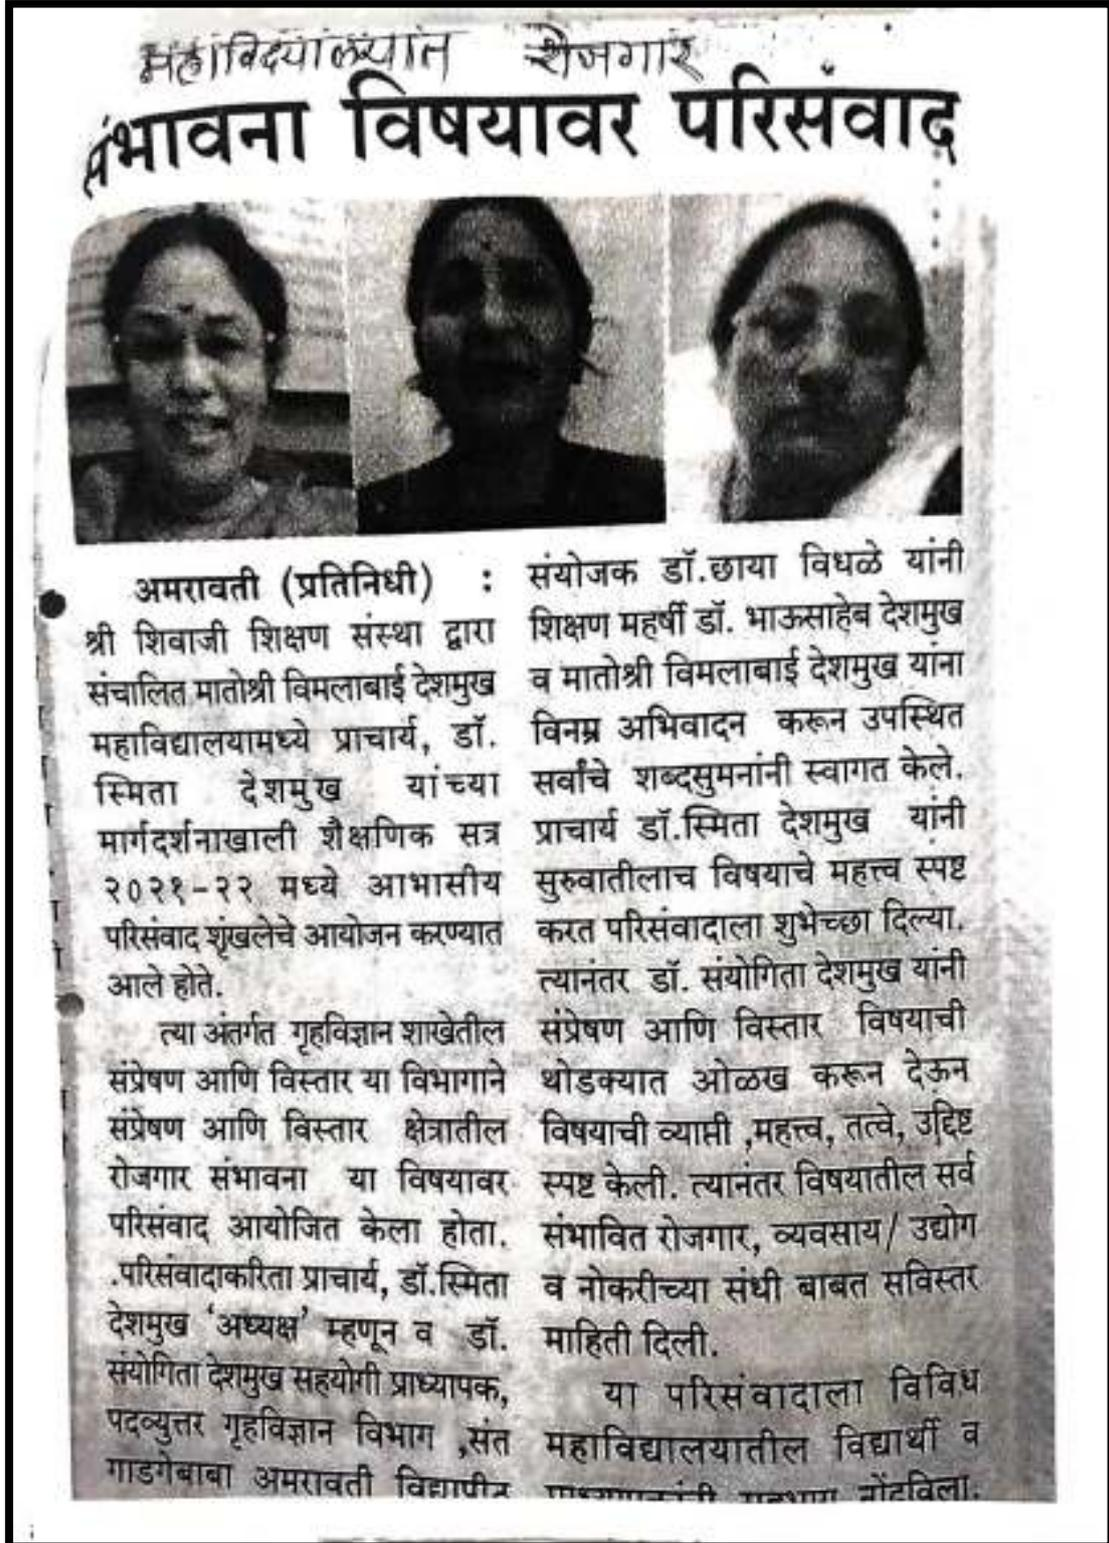 महाविद्यालयात रोजगार
संभावना विषयावर परिसंवाद
अमरावती (प्रतिनिधी) :
श्री शिवाजी शिक्षण संस्था द्वारा
संचालित मातोश्री विमलाबाई देशमुख
महाविद्यालयामध्ये प्राचार्य, डॉ.
स्मिता देशमुख यांच्या
मार्गदर्शनाखाली शैक्षणिक सत्र
२०२१-२२ मध्ये आभासीय
परिसंवाद शृंखलेचे आयोजन करण्यात
आले होते.
त्या अंतर्गत गृहविज्ञान शाखेतील
संप्रेषण आणि विस्तार या विभागाने
संप्रेषण आणि विस्तार क्षेत्रातील
रोजगार संभावना या विषयावर
परिसंवाद आयोजित केला होता.
.परिसंवादाकरिता प्राचार्य, डॉ.स्मिता
देशमुख ‘अध्यक्ष’ म्हणून व डॉ.
संयोगिता देशमुख सहयोगी प्राध्यापक,
पदव्युत्तर गृहविज्ञान विभाग ,संत
गाडगेबाबा अमरावती विद्यापीठ
संयोजक डॉ.छाया विधळे यांनी
शिक्षण महर्षी डॉ. भाऊसाहेब देशमुख
व मातोश्री विमलाबाई देशमुख यांना
विनम्र अभिवादन करून उपस्थित
सर्वांचे शब्दसुमनांनी स्वागत केले.
प्राचार्य डॉ.स्मिता देशमुख यांनी
सुरुवातीलाच विषयाचे महत्त्व स्पष्ट
करत परिसंवादाला शुभेच्छा दिल्या.
त्यानंतर डॉ. संयोगिता देशमुख यांनी
संप्रेषण आणि विस्तार विषयाची
थोडक्यात ओळख करून देऊन
विषयाची व्याप्ती ,महत्त्व, तत्वे, उद्दिष्ट
स्पष्ट केली. त्यानंतर विषयातील सर्व
संभावित रोजगार, व्यवसाय/ उद्योग
व नोकरीच्या संधी बाबत सविस्तर
माहिती दिली.
या परिसंवादाला विविध
महाविद्यालयातील विद्यार्थी व
नोंदविला.